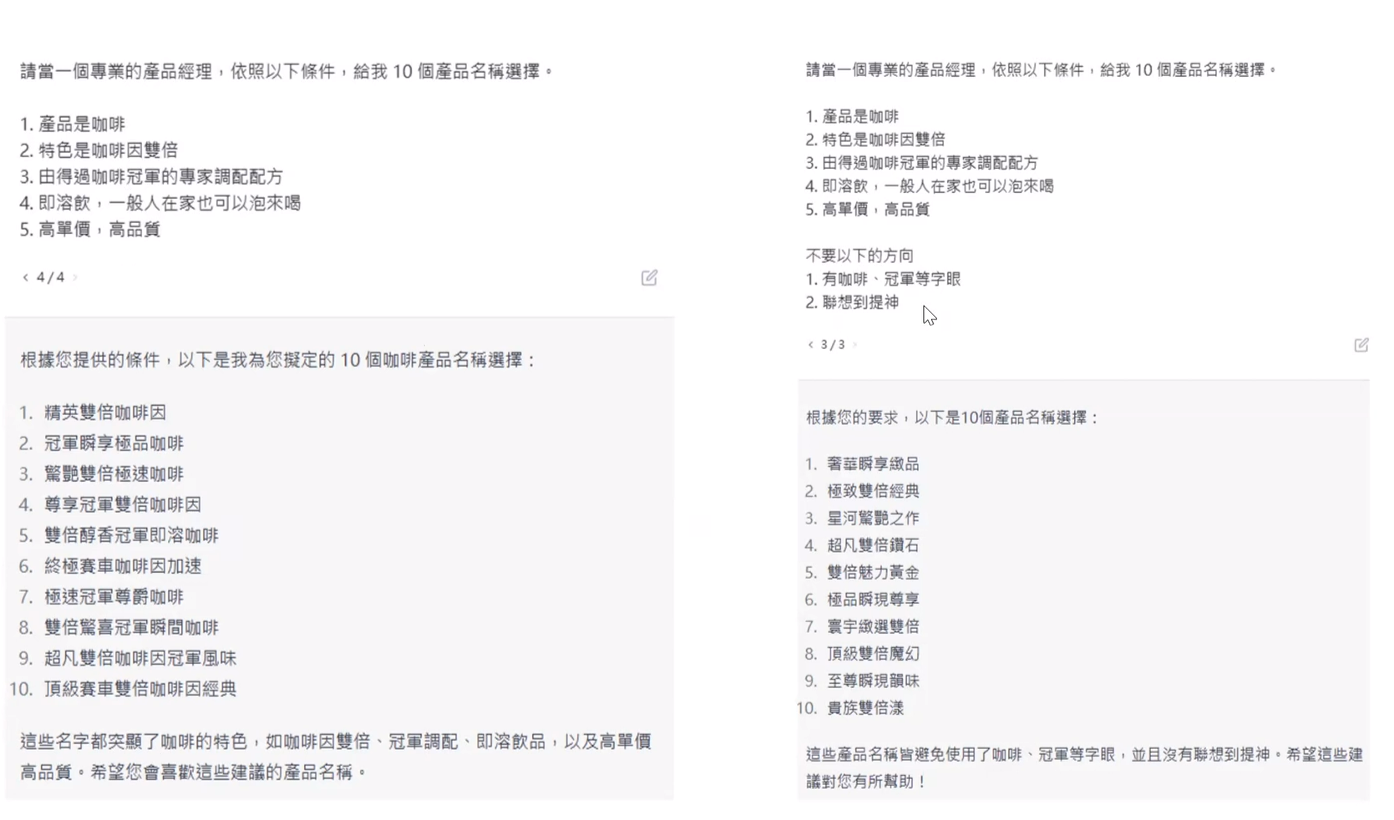 請當一個專業的產品經理，依照以下條件，給我 10 個產品名稱選擇。
1. 產品是咖啡
2. 特色是咖啡因雙倍
3. 由得過咖啡冠軍的專家調配配方
4. 即溶飲，一般人在家也可以泡來喝
5. 高單價，高品質
< 4/4 >
根據您提供的條件，以下是我為您擬定的 10 個咖啡產品名稱選擇：
1. 精英雙倍咖啡因
2. 冠軍瞬享極品咖啡
3. 驚艷雙倍極速咖啡
4. 尊享冠軍雙倍咖啡因
5. 雙倍醇香冠軍即溶咖啡
6. 終極賽車咖啡因加速
7. 極速冠軍尊爵咖啡
8. 雙倍驚喜冠軍瞬間咖啡
9. 超凡雙倍咖啡因冠軍風味
10. 頂級賽車雙倍咖啡因經典
這些名字都突顯了咖啡的特色，如咖啡因雙倍、冠軍調配、即溶飲品，以及高單價
高品質。希望您會喜歡這些建議的產品名稱。
請當一個專業的產品經理，依照以下條件，給我 10 個產品名稱選擇。
1. 產品是咖啡
2. 特色是咖啡因雙倍
3. 由得過咖啡冠軍的專家調配配方
4. 即溶飲，一般人在家也可以泡來喝
5. 高單價，高品質
不要以下的方向
1. 有咖啡、冠軍等字眼
2. 聯想到提神
< 3/3 >
根據您的要求，以下是10個產品名稱選擇：
1. 奢華瞬享緻品
2. 極致雙倍經典
3. 星河驚艷之作
4. 超凡雙倍鑽石
5. 雙倍魅力黃金
6. 極品瞬現尊享
7. 寰宇緻選雙倍
8. 頂級雙倍魔幻
9. 至尊瞬現韻味
10. 貴族雙倍漾
這些產品名稱皆避免使用了咖啡、冠軍等字眼，並且沒有聯想到提神。希望這些建
議對您有所幫助！